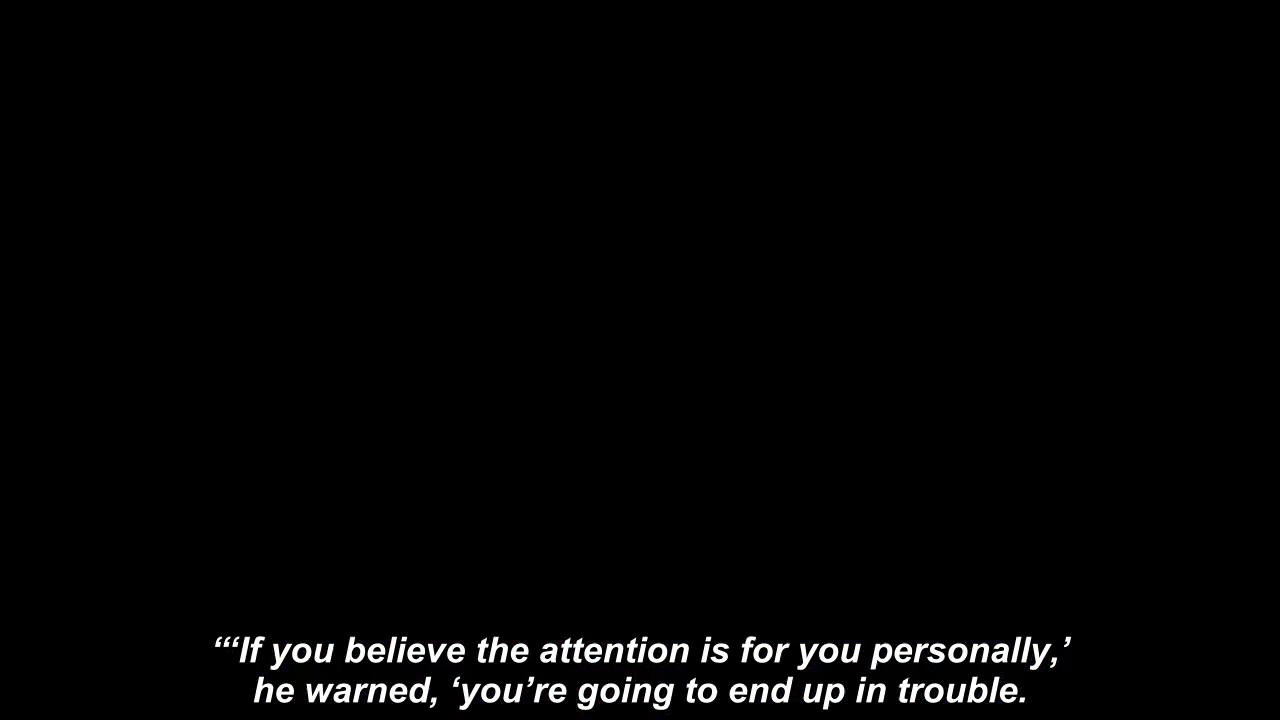 “‘If you believe the attention is for you personally,’
he warned, ‘you’re going to end up in trouble.